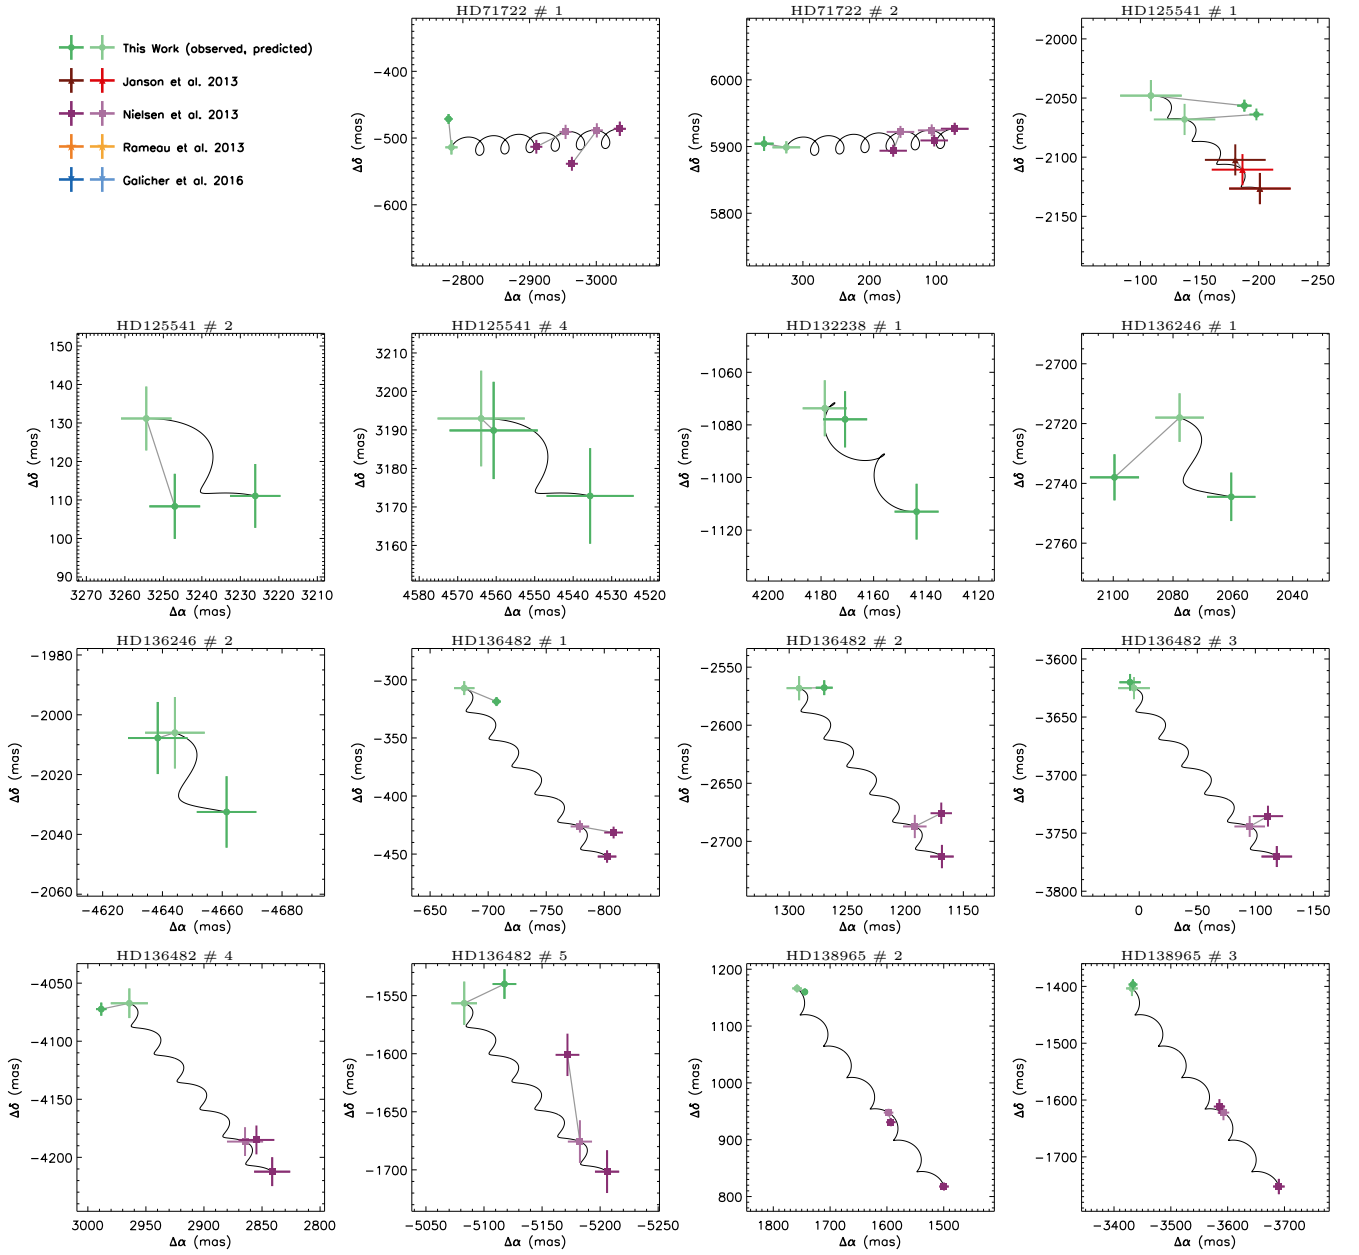 HD71722 # 1
HD71722 # 2
HD125541 # 1
This Work (observed, predicted)
Janson et al. 2013
Nielsen et al. 2013
Rameau et al. 2013
Galicher et al. 2016
Δδ (mas)
-400
-500
-600
-2800 -2900 -3000
Δα (mas)
Δδ (mas)
6000
5900
5800
300 200 100
Δα (mas)
Δδ (mas)
-2000
-2050
-2100
-2150
-100 -150 -200 -250
Δα (mas)
HD125541 # 2
HD125541 # 4
HD132238 # 1
HD136246 # 1
Δδ (mas)
150
140
130
120
110
100
90
3270 3260 3250 3240 3230 3220 3210
Δα (mas)
Δδ (mas)
3210
3200
3190
3180
3170
3160
4580 4570 4560 4550 4540 4530 4520
Δα (mas)
Δδ (mas)
-1060
-1080
-1100
-1120
4200 4180 4160 4140 4120
Δα (mas)
Δδ (mas)
-2700
-2720
-2740
-2760
2100 2080 2060 2040
Δα (mas)
HD136246 # 2
HD136482 # 1
HD136482 # 2
HD136482 # 3
Δδ (mas)
-1980
-2000
-2020
-2040
-2060
-4620 -4640 -4660 -4680
Δα (mas)
Δδ (mas)
-300
-350
-400
-450
-650 -700 -750 -800
Δα (mas)
Δδ (mas)
-2550
-2600
-2650
-2700
1300 1250 1200 1150
Δα (mas)
Δδ (mas)
-3600
-3650
-3700
-3750
-3800
0 -50 -100 -150
Δα (mas)
HD136482 # 4
HD136482 # 5
HD138965 # 2
HD138965 # 3
Δδ (mas)
-4050
-4100
-4150
-4200
3000 2950 2900 2850 2800
Δα (mas)
Δδ (mas)
-1550
-1600
-1650
-1700
-5050 -5100 -5150 -5200 -5250
Δα (mas)
Δδ (mas)
1200
1100
1000
900
800
1800 1700 1600 1500
Δα (mas)
Δδ (mas)
-1400
-1500
-1600
-1700
-3400 -3500 -3600 -3700
Δα (mas)